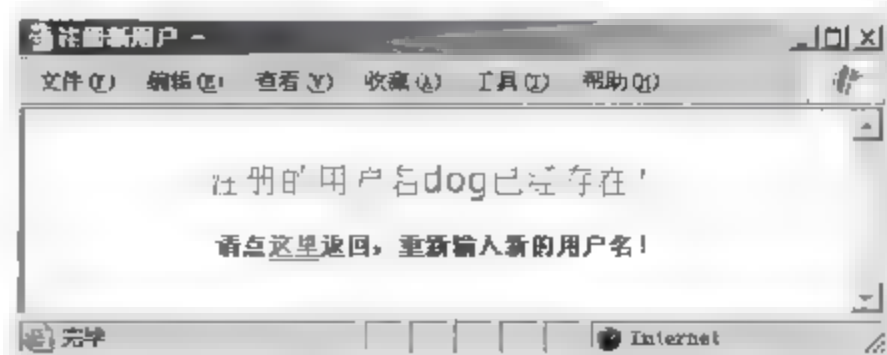 注册新用户 -
文件(F) 编辑(E) 查看(V) 收藏(A) 工具(T) 帮助(H)
注册的用户名dog已经存在!
请点这里返回，重新输入新的用户名!
完毕 Internet